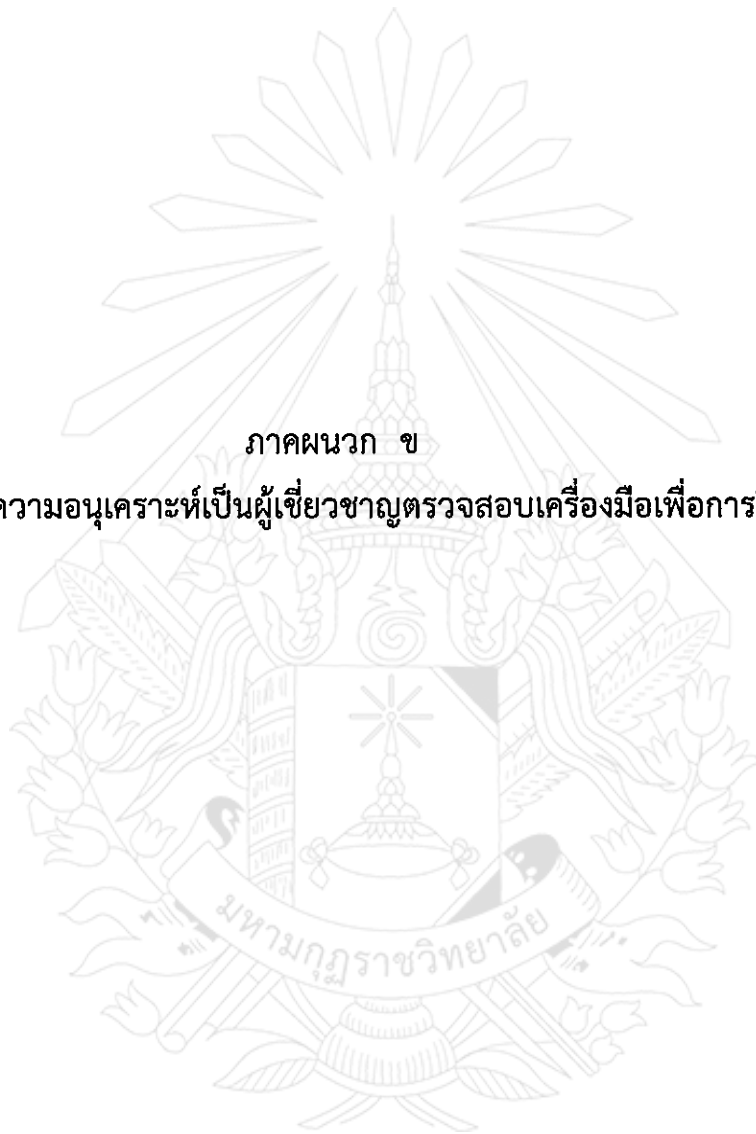 ภาคผนวก ข
ความอนุเคราะห์เป็นผู้เชี่ยวชาญตรวจสอบเครื่องมือเพื่อการ
มหามกุฏราชวิทยาลัย